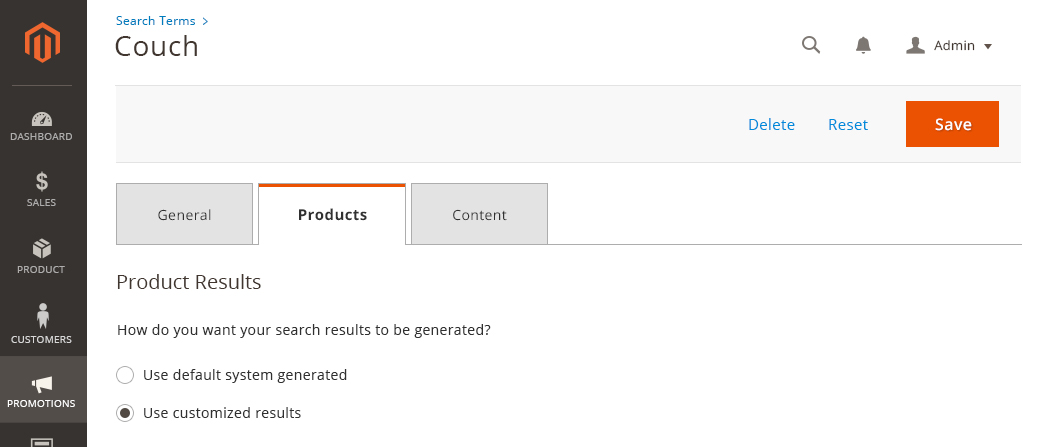 Search Terms >
Couch
Admin
DASHBOARD
SALES
PRODUCT
CUSTOMERS
PROMOTIONS
Delete
Reset
Save
General
Products
Content
Product Results
How do you want your search results to be generated?
Use default system generated
Use customized results